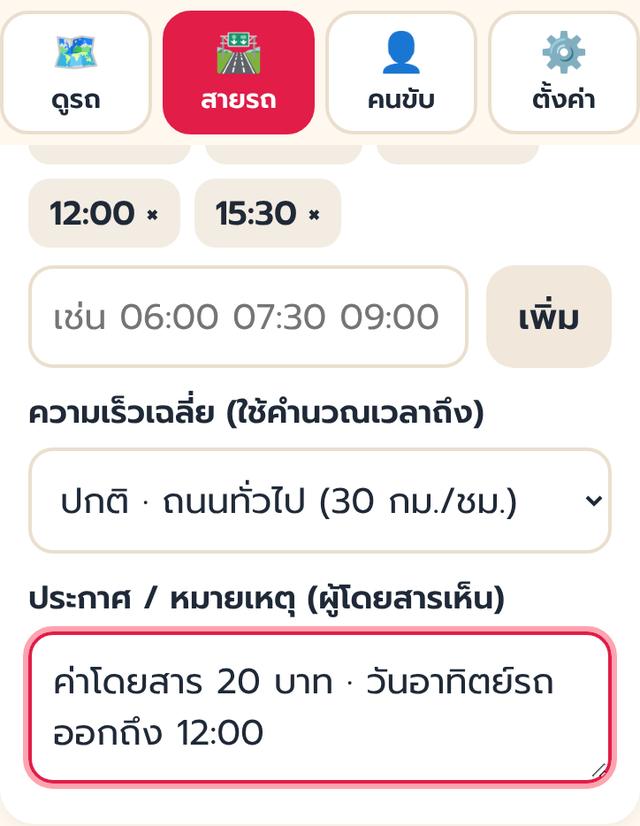 ดูรถ
สายรถ
คนขับ
ตั้งค่า
12:00 ×
15:30 ×
เช่น 06:00 07:30 09:00
เพิ่ม
ความเร็วเฉลี่ย (ใช้คำนวณเวลาถึง)
ปกติ · ถนนทั่วไป (30 กม./ชม.)
ประกาศ / หมายเหตุ (ผู้โดยสารเห็น)
ค่าโดยสาร 20 บาท · วันอาทิตย์รถ
ออกถึง 12:00